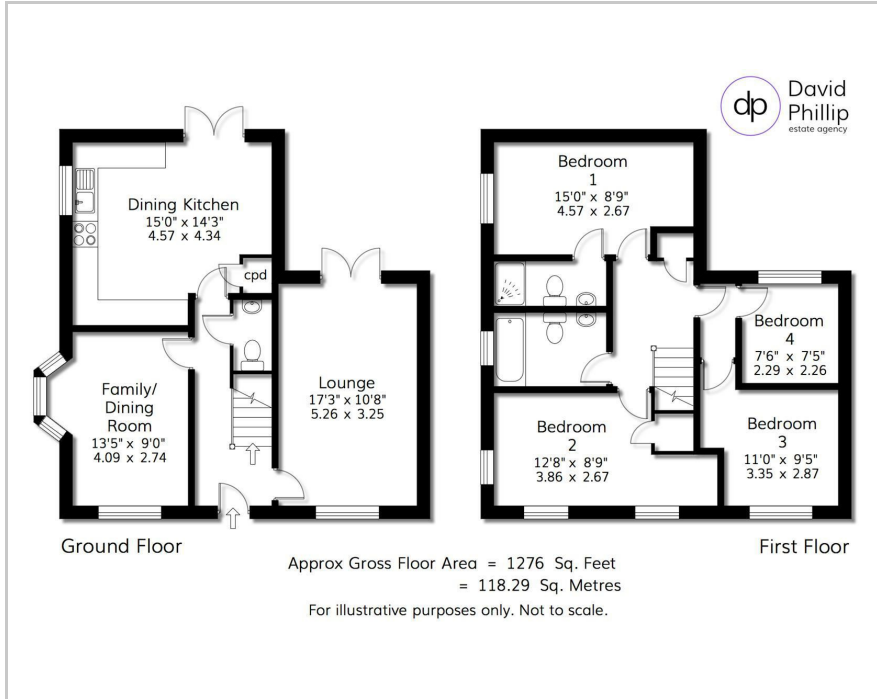 dp
David
Phillip
estate agency
Dining Kitchen
15'0" x 14'3"
4.57 x 4.34
cpd
Family/
Dining
Room
13'5" x 9'0"
4.09 x 2.74
Lounge
17'3" x 10'8"
5.26 x 3.25
Ground Floor
Bedroom
1
15'0" x 8'9"
4.57 x 2.67
Bedroom
4
7'6" x 7'5"
2.29 x 2.26
Bedroom
2
12'8" x 8'9"
3.86 x 2.67
Bedroom
3
11'0" x 9'5"
3.35 x 2.87
First Floor
Approx Gross Floor Area = 1276 Sq. Feet
= 118.29 Sq. Metres
For illustrative purposes only. Not to scale.